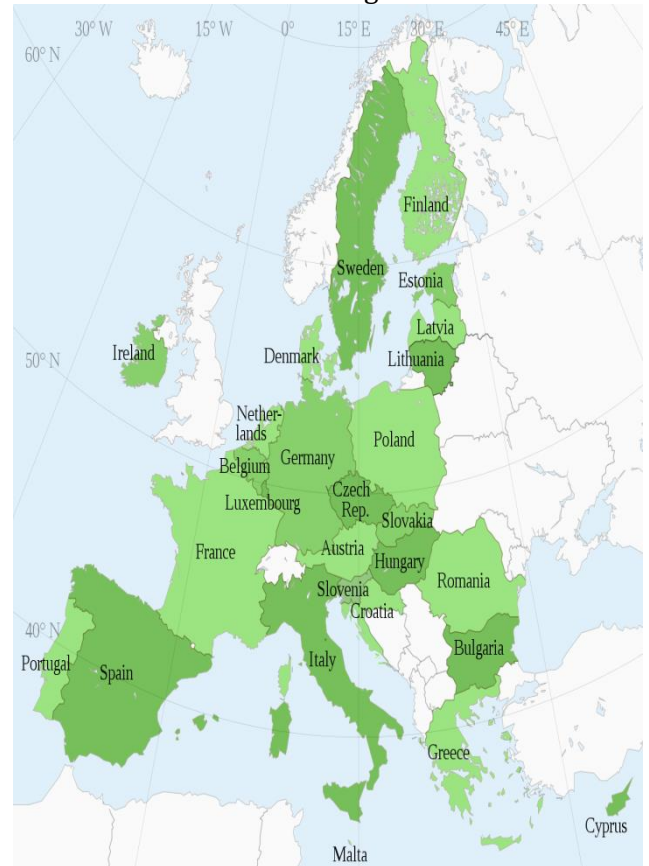 30° W
15° W
0°
15° E
30° E
45° E
60° N
Finland
Sweden
Estonia
Latvia
Ireland
Denmark
Lithuania
50° N
Nether-
lands
Poland
Belgium
Germany
Czech
Rep.
Luxembourg
Slovakia
France
Austria
Hungary
Romania
Slovenia
Croatia
40° N
Portugal
Spain
Italy
Bulgaria
Greece
Cyprus
Malta